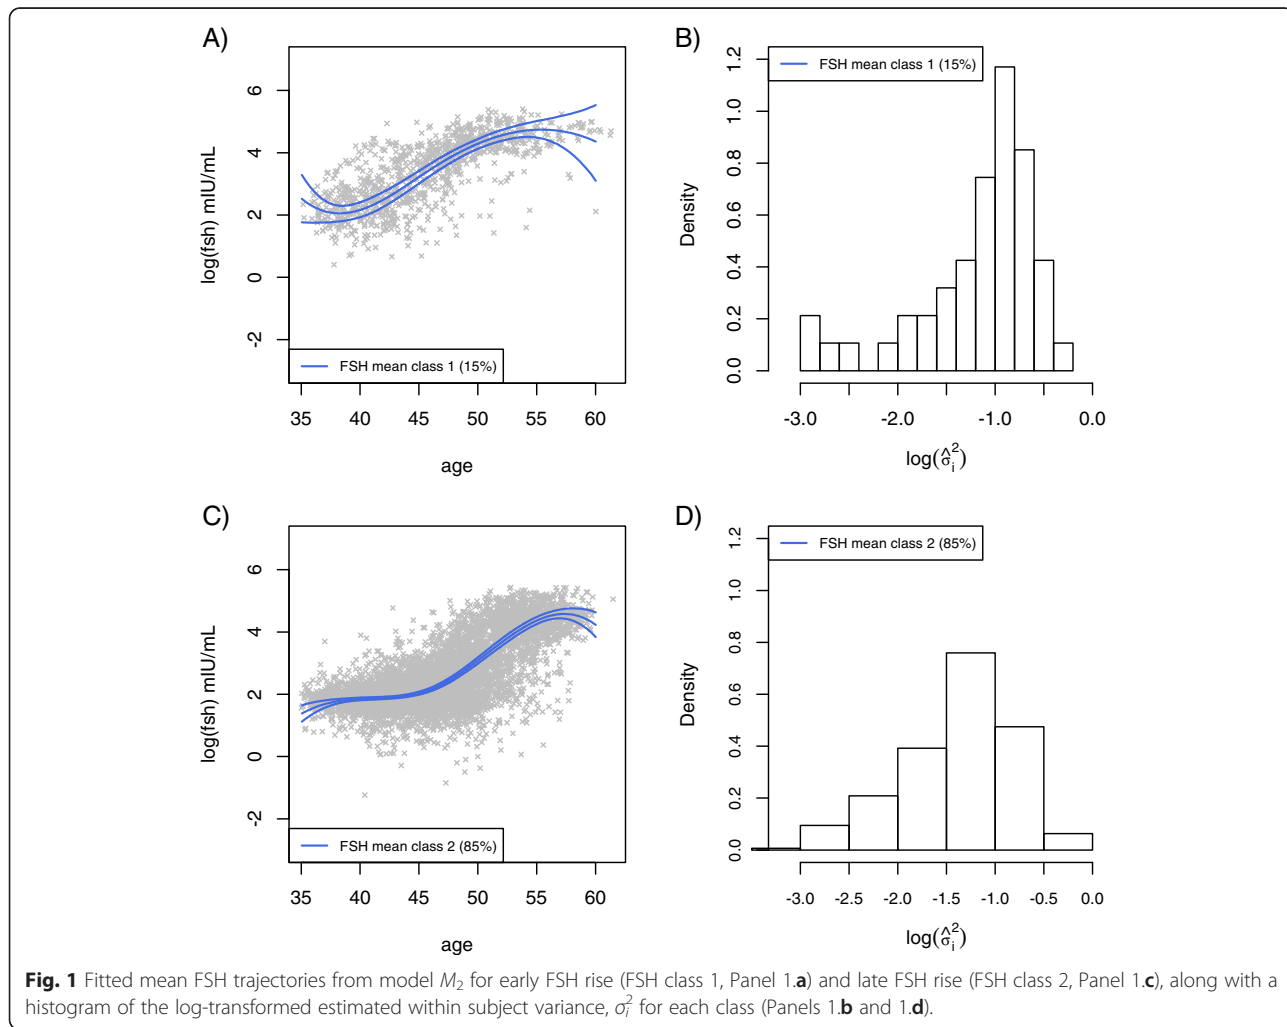 A)
6
4
2
0
-2
log(fsh) mIU/mL
FSH mean class 1 (15%)
35 40 45 50 55 60
age
B)
FSH mean class 1 (15%)
1.2
1.0
0.8
0.6
0.4
0.2
0.0
Density
-3.0 -2.0 -1.0 0.0
log(σ̂ᵢ²)
C)
6
4
2
0
-2
log(fsh) mIU/mL
FSH mean class 2 (85%)
35 40 45 50 55 60
age
D)
FSH mean class 2 (85%)
1.2
1.0
0.8
0.6
0.4
0.2
0.0
Density
-3.0 -2.5 -2.0 -1.5 -1.0 -0.5 0.0
log(σ̂ᵢ²)
Fig. 1 Fitted mean FSH trajectories from model M₂ for early FSH rise (FSH class 1, Panel 1.a) and late FSH rise (FSH class 2, Panel 1.c), along with a
histogram of the log-transformed estimated within subject variance, σᵢ² for each class (Panels 1.b and 1.d).